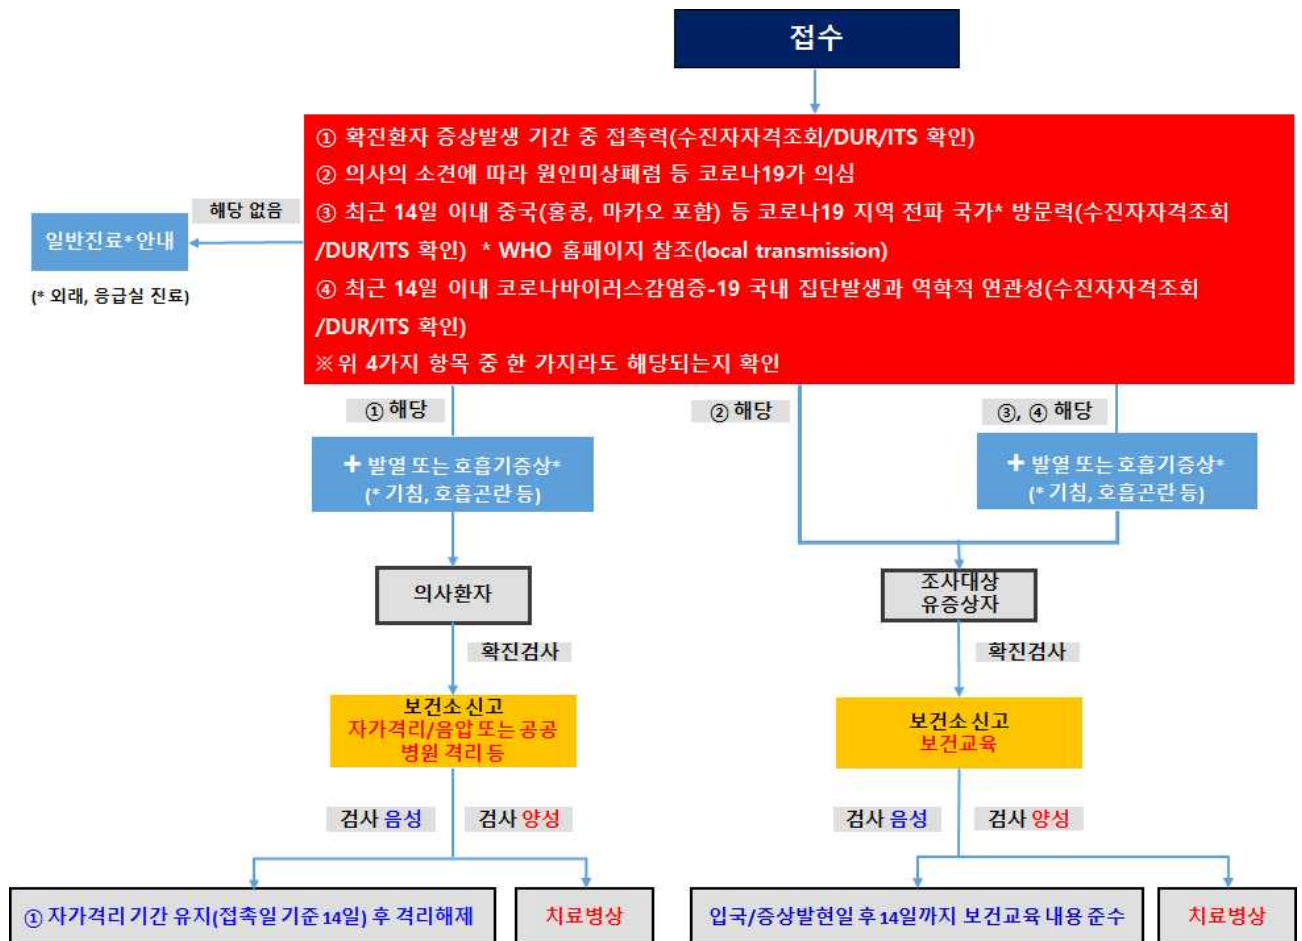 접수
① 확진환자 증상발생 기간 중 접촉력(수진자자격조회/DUR/ITS 확인)
② 의사의 소견에 따라 원인미상폐렴 등 코로나19가 의심
③ 최근 14일 이내 중국(홍콩, 마카오 포함) 등 코로나19 지역 전파 국가* 방문력(수진자자격조회
/DUR/ITS 확인) * WHO 홈페이지 참조(local transmission)
④ 최근 14일 이내 코로나바이러스감염증-19 국내 집단발생과 역학적 연관성(수진자자격조회
/DUR/ITS 확인)
※위 4가지 항목 중 한 가지라도 해당되는지 확인
해당 없음
일반진료* 안내
(* 외래, 응급실 진료)
① 해당
② 해당
③, ④ 해당
+ 발열 또는 호흡기증상*
(* 기침, 호흡곤란 등)
+ 발열 또는 호흡기증상*
(* 기침, 호흡곤란 등)
의사환자
조사대상
유증상자
확진검사
확진검사
보건소 신고
자가격리/음압 또는 공공
병원 격리 등
보건소 신고
보건교육
검사 음성
검사 양성
검사 음성
검사 양성
① 자가격리 기간 유지(접촉일 기준 14일) 후 격리해제
치료병상
입국/증상발현일 후 14일까지 보건교육 내용 준수
치료병상